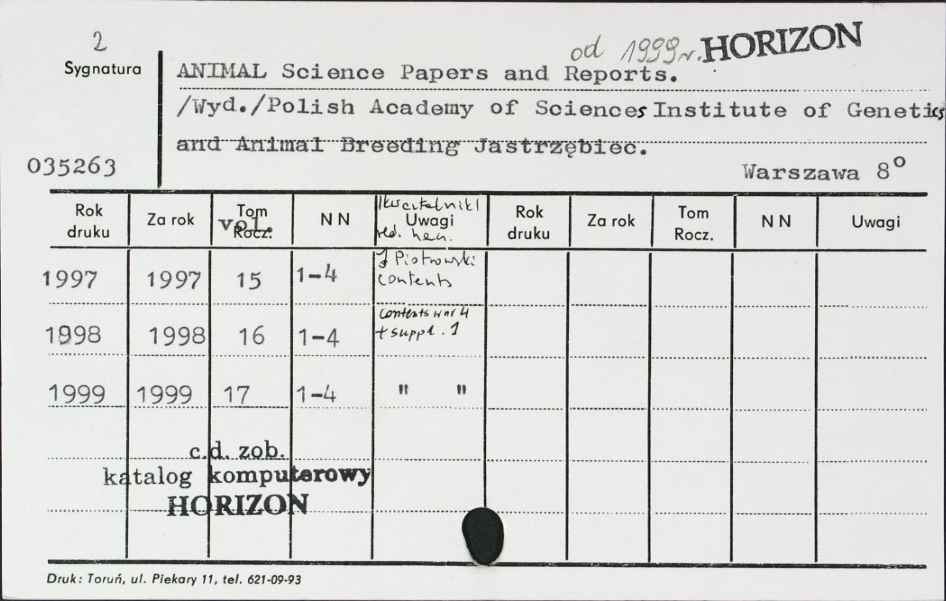 2
od 1999 r. HORIZON
Sygnatura
ANIMAL Science Papers and Reports.
/Wyd./Polish Academy of Sciences Institute of Genetics
and Animal Breeding Jastrzębiec.
035263
Warszawa 8°
Rok druku Za rok Tom vol. Rocz. N N /kwartalnik/ Uwagi red. Rok druku Za rok Tom Rocz. N N Uwagi
1997 1997 15 1-4 J Piotrowski contents
1998 1998 16 1-4 contents w nr 4 + suppl. 1
1999 1999 17 1-4 " "
c.d. zob.
katalog komputerowy
HORIZON
Druk: Toruń, ul. Piekary 11, tel. 621-09-93